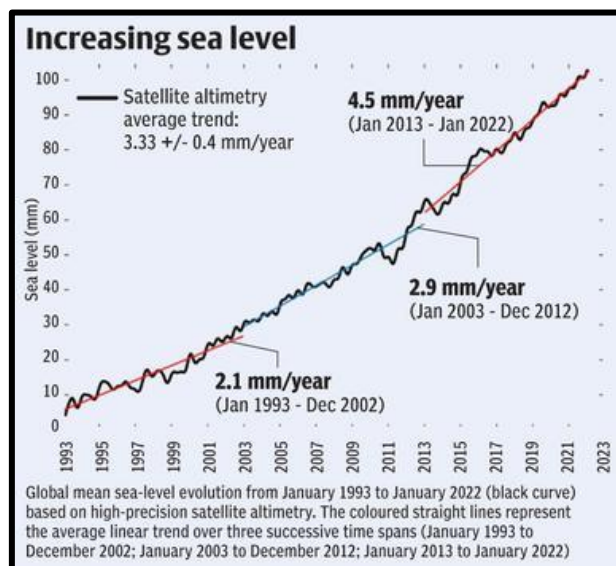 Increasing sea level
Satellite altimetry
average trend:
3.33 +/- 0.4 mm/year
4.5 mm/year
(Jan 2013 - Jan 2022)
2.9 mm/year
(Jan 2003 - Dec 2012)
2.1 mm/year
(Jan 1993 - Dec 2002)
Sea level (mm)
100
90
80
70
60
50
40
30
20
10
0
1993
1995
1997
1999
2001
2003
2005
2007
2009
2011
2013
2015
2017
2019
2021
2022
Global mean sea-level evolution from January 1993 to January 2022 (black curve)
based on high-precision satellite altimetry. The coloured straight lines represent
the average linear trend over three successive time spans (January 1993 to
December 2002; January 2003 to December 2012; January 2013 to January 2022)